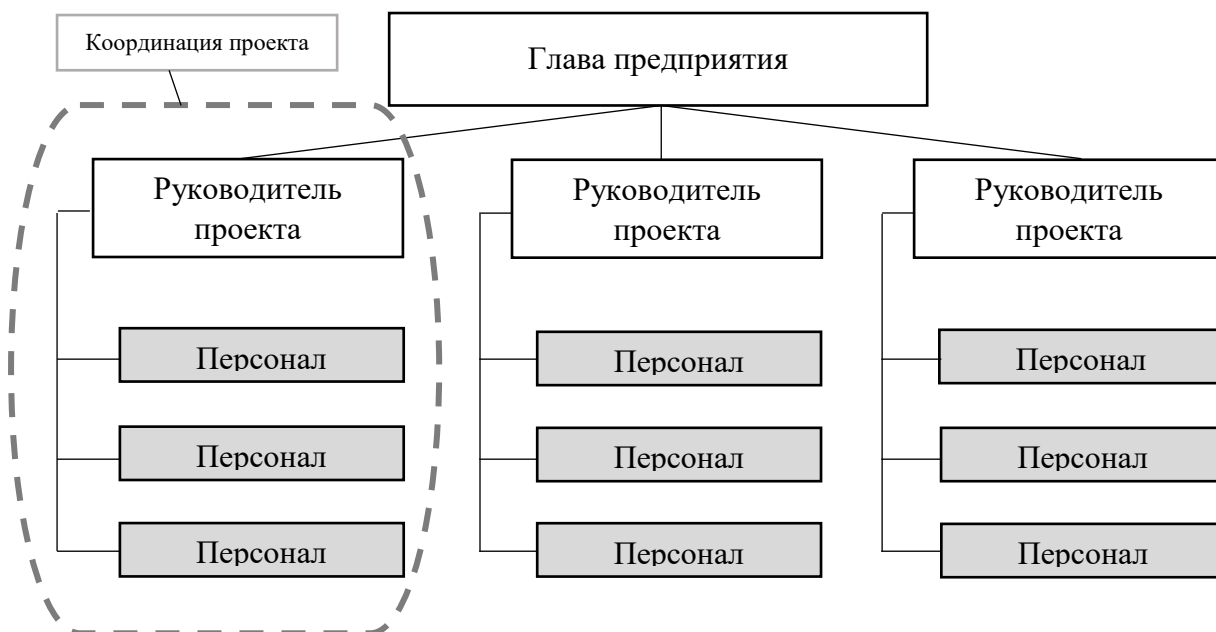 Координация проекта
Глава предприятия
Руководитель
проекта
Руководитель
проекта
Руководитель
проекта
Персонал
Персонал
Персонал
Персонал
Персонал
Персонал
Персонал
Персонал
Персонал